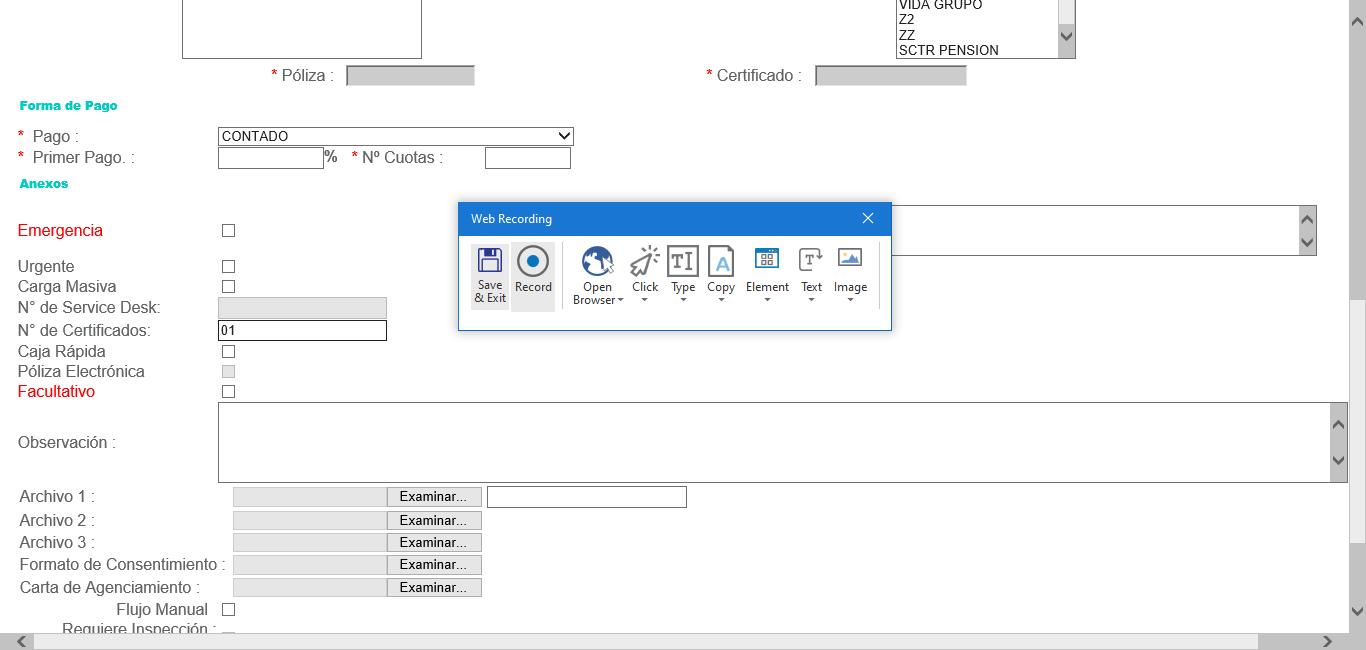 VIDA GRUPO
Z2
ZZ
SCTR PENSION
* Póliza :
* Certificado :
Forma de Pago
* Pago :
CONTADO
* Primer Pago. :
%
* Nº Cuotas :
Anexos
Emergencia
Web Recording
Save & Exit
Record
Open Browser
Click
Type
Copy
Element
Text
Image
Urgente
Carga Masiva
N° de Service Desk:
N° de Certificados:
01
Caja Rápida
Póliza Electrónica
Facultativo
Observación :
Archivo 1 :
Examinar...
Archivo 2 :
Examinar...
Archivo 3 :
Examinar...
Formato de Consentimiento :
Examinar...
Carta de Agenciamiento :
Examinar...
Flujo Manual
Requiere Inspección :